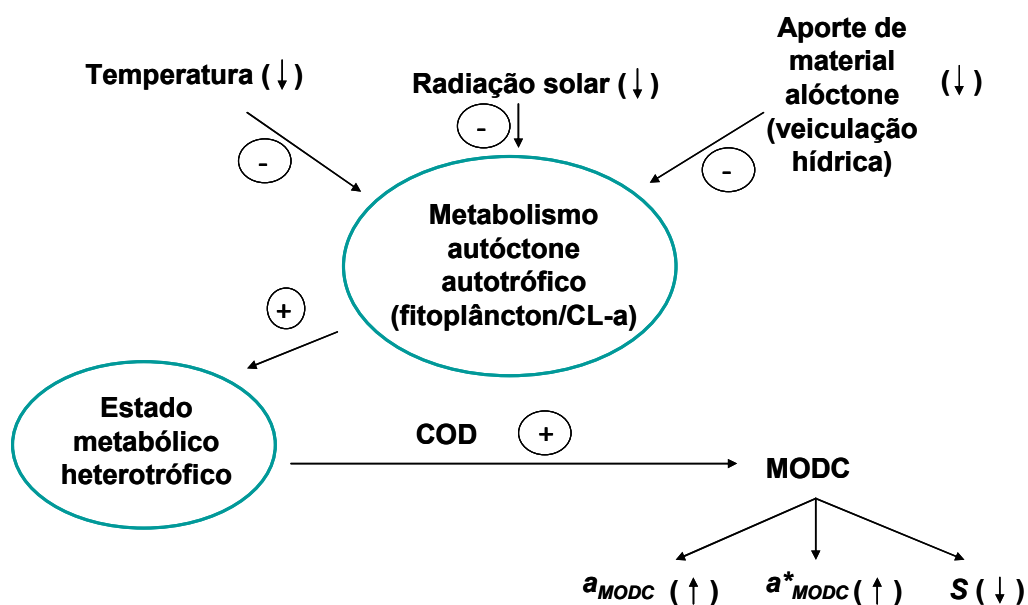 Temperatura (↓)
Radiação solar (↓)
Aporte de
material
alóctone
(veiculação
hídrica)
(↓)
-
-
-
Metabolismo
autóctone
autotrófico
(fitoplâncton/CL-a)
+
Estado
metabólico
heterotrófico
COD
+
MODC
aMODC (↑)
a*MODC (↑)
S (↓)